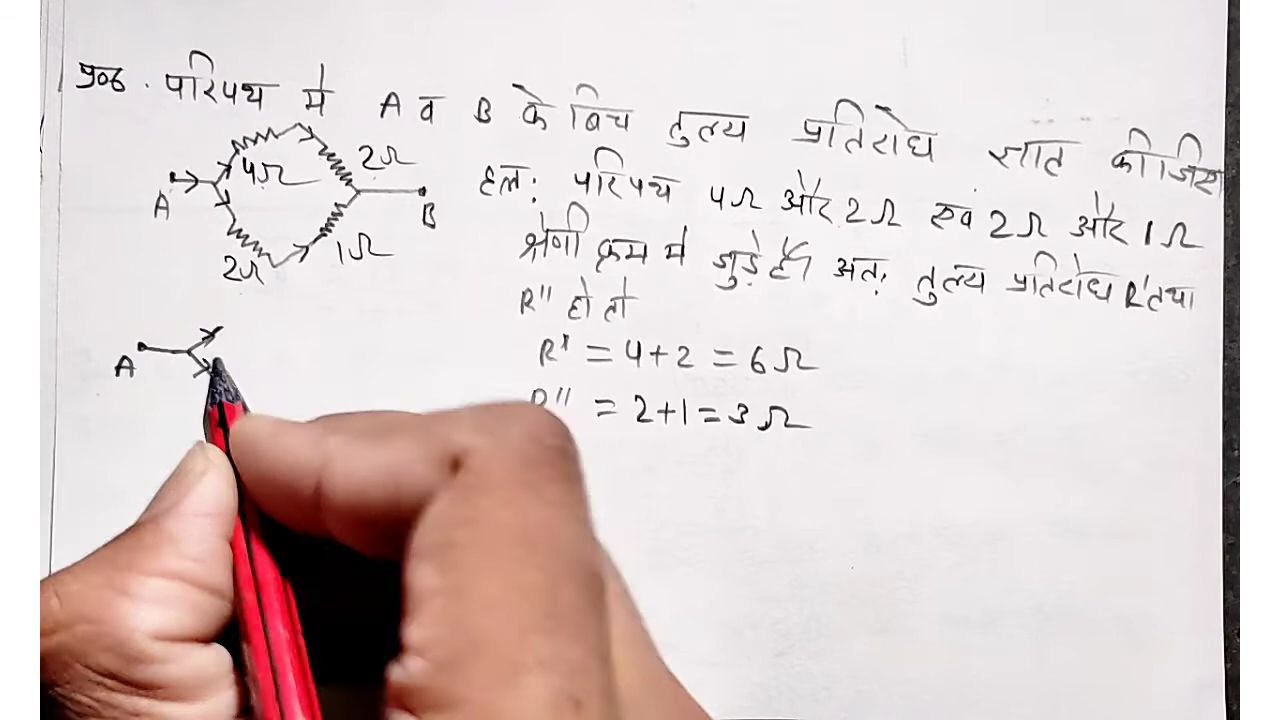 प्र०6. परिपथ मे A व B के बिच तुल्य प्रतिरोध ज्ञात कीजिए
4Ω
2Ω
A
B
2Ω
1Ω
हल: परिपथ 4Ω और 2Ω एवं 2Ω और 1Ω
श्रेणी क्रम मे जुड़े है। अत: तुल्य प्रतिरोध R' तथा
R'' हो तो
R' = 4+2 = 6Ω
R'' = 2+1 = 3Ω
A